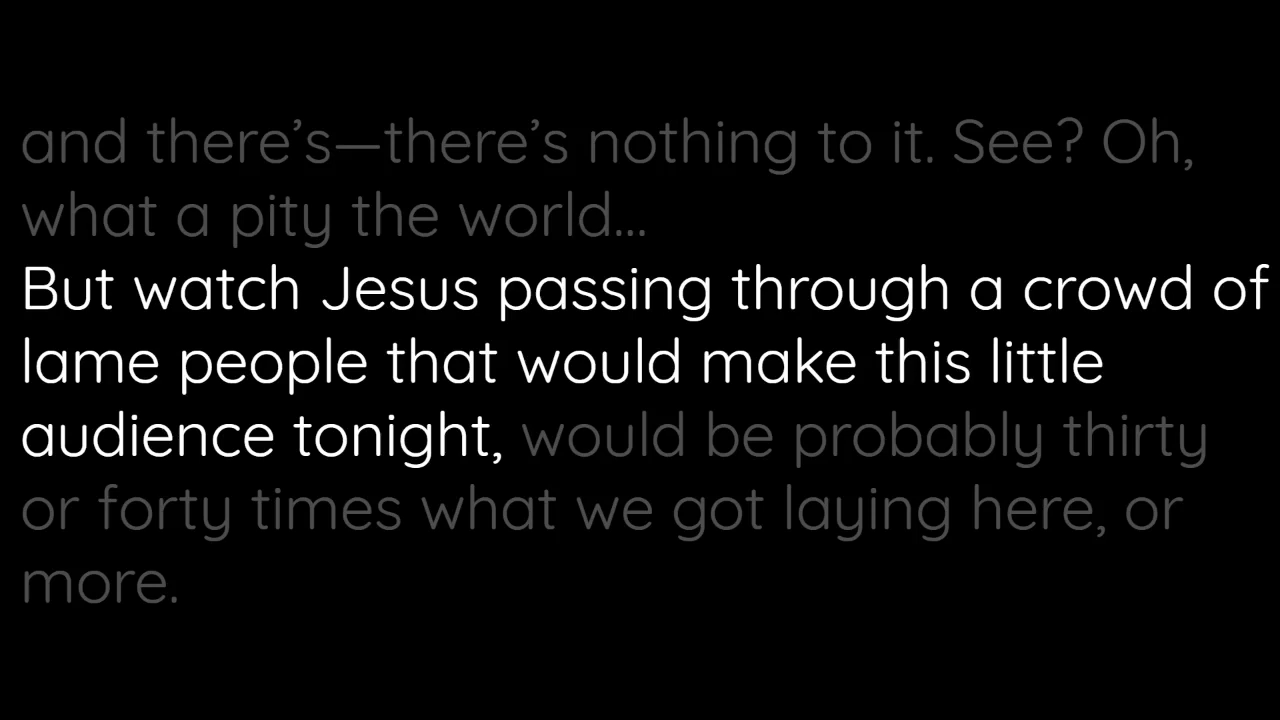 and there’s—there’s nothing to it. See? Oh,
what a pity the world...
But watch Jesus passing through a crowd of
lame people that would make this little
audience tonight, would be probably thirty
or forty times what we got laying here, or
more.